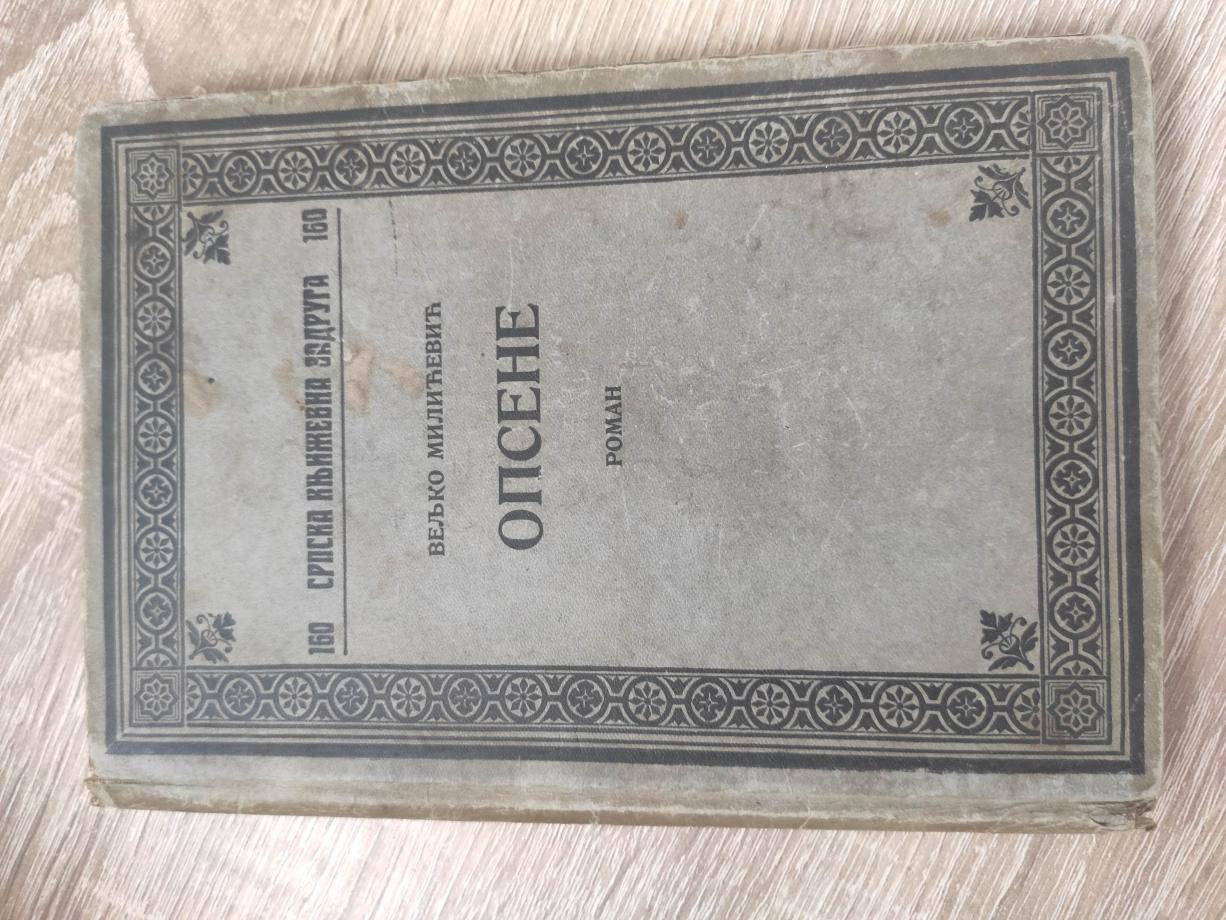 160 СРПСКА КЊИЖЕВНА ЗАДРУГА 160
ВЕЉКО МИЛИЋЕВИЋ
ОПСЕНЕ
РОМАН